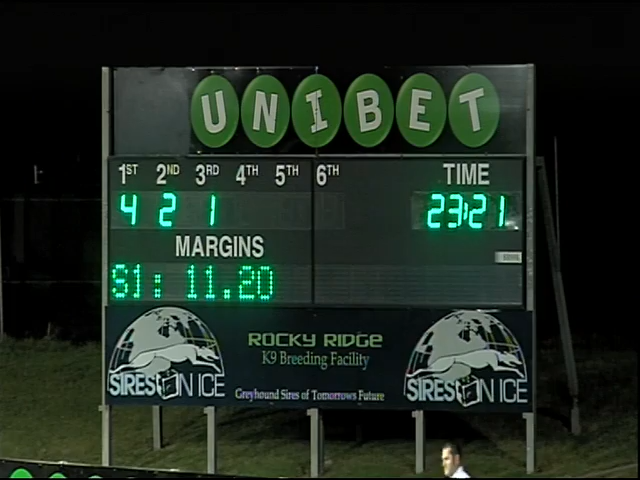 UNIBET
1ST 2ND 3RD 4TH 5TH 6TH TIME
4 2 1 23:21
MARGINS
S1: 11.20
ROCKY RIDGE
K9 Breeding Facility
SIRES ON ICE SIRES ON ICE
Greyhound Sires of Tomorrows Future